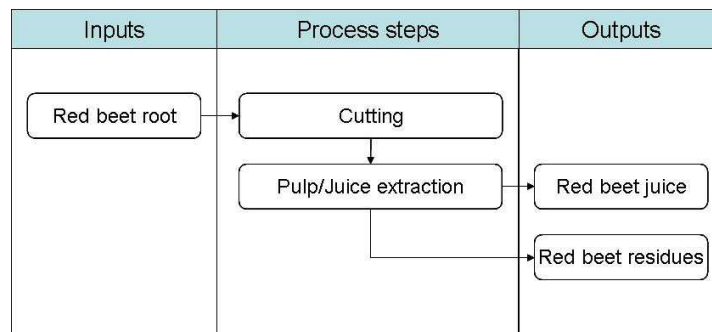 Inputs Process steps Outputs
Red beet root Cutting
Pulp/Juice extraction Red beet juice
Red beet residues